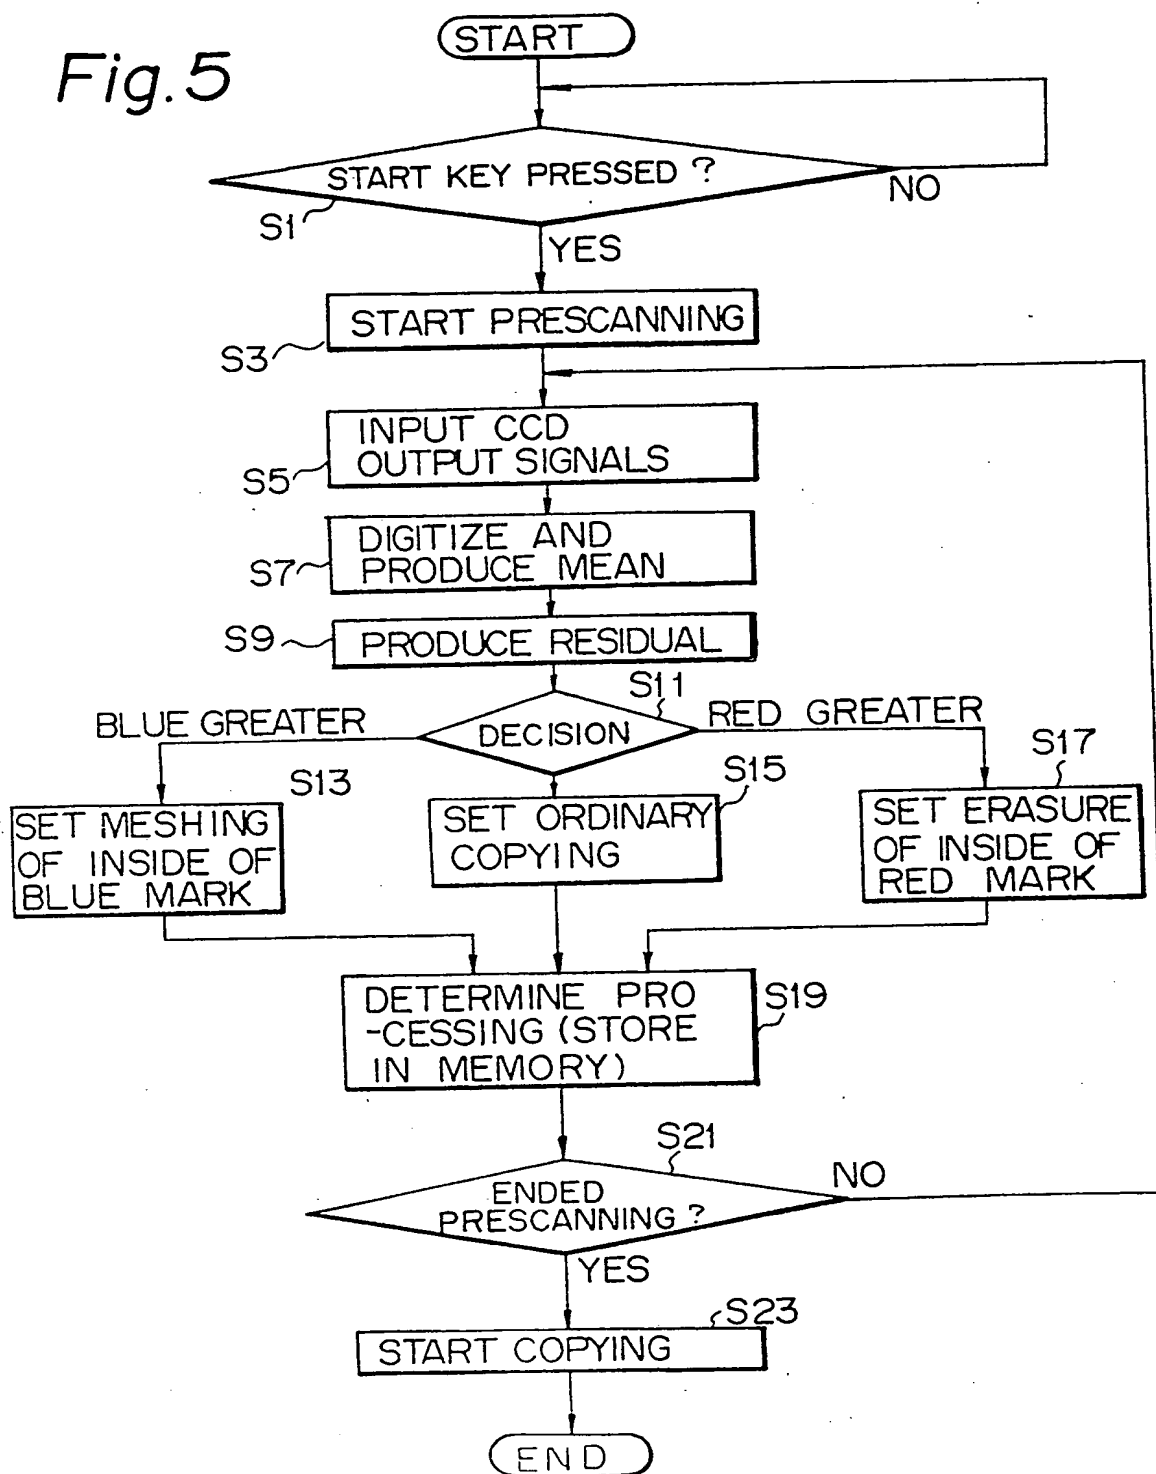 Fig.5
START
START KEY PRESSED ?
NO
S1
YES
START PRESCANNING
S3
INPUT CCD
OUTPUT SIGNALS
S5
DIGITIZE AND
PRODUCE MEAN
S7
PRODUCE RESIDUAL
S9
S11
BLUE GREATER
DECISION
RED GREATER
S13
SET MESHING
OF INSIDE OF
BLUE MARK
S15
SET ORDINARY
COPYING
S17
SET ERASURE
OF INSIDE OF
RED MARK
DETERMINE PRO
-CESSING (STORE
IN MEMORY)
S19
S21
ENDED
PRESCANNING ?
NO
YES
S23
START COPYING
END